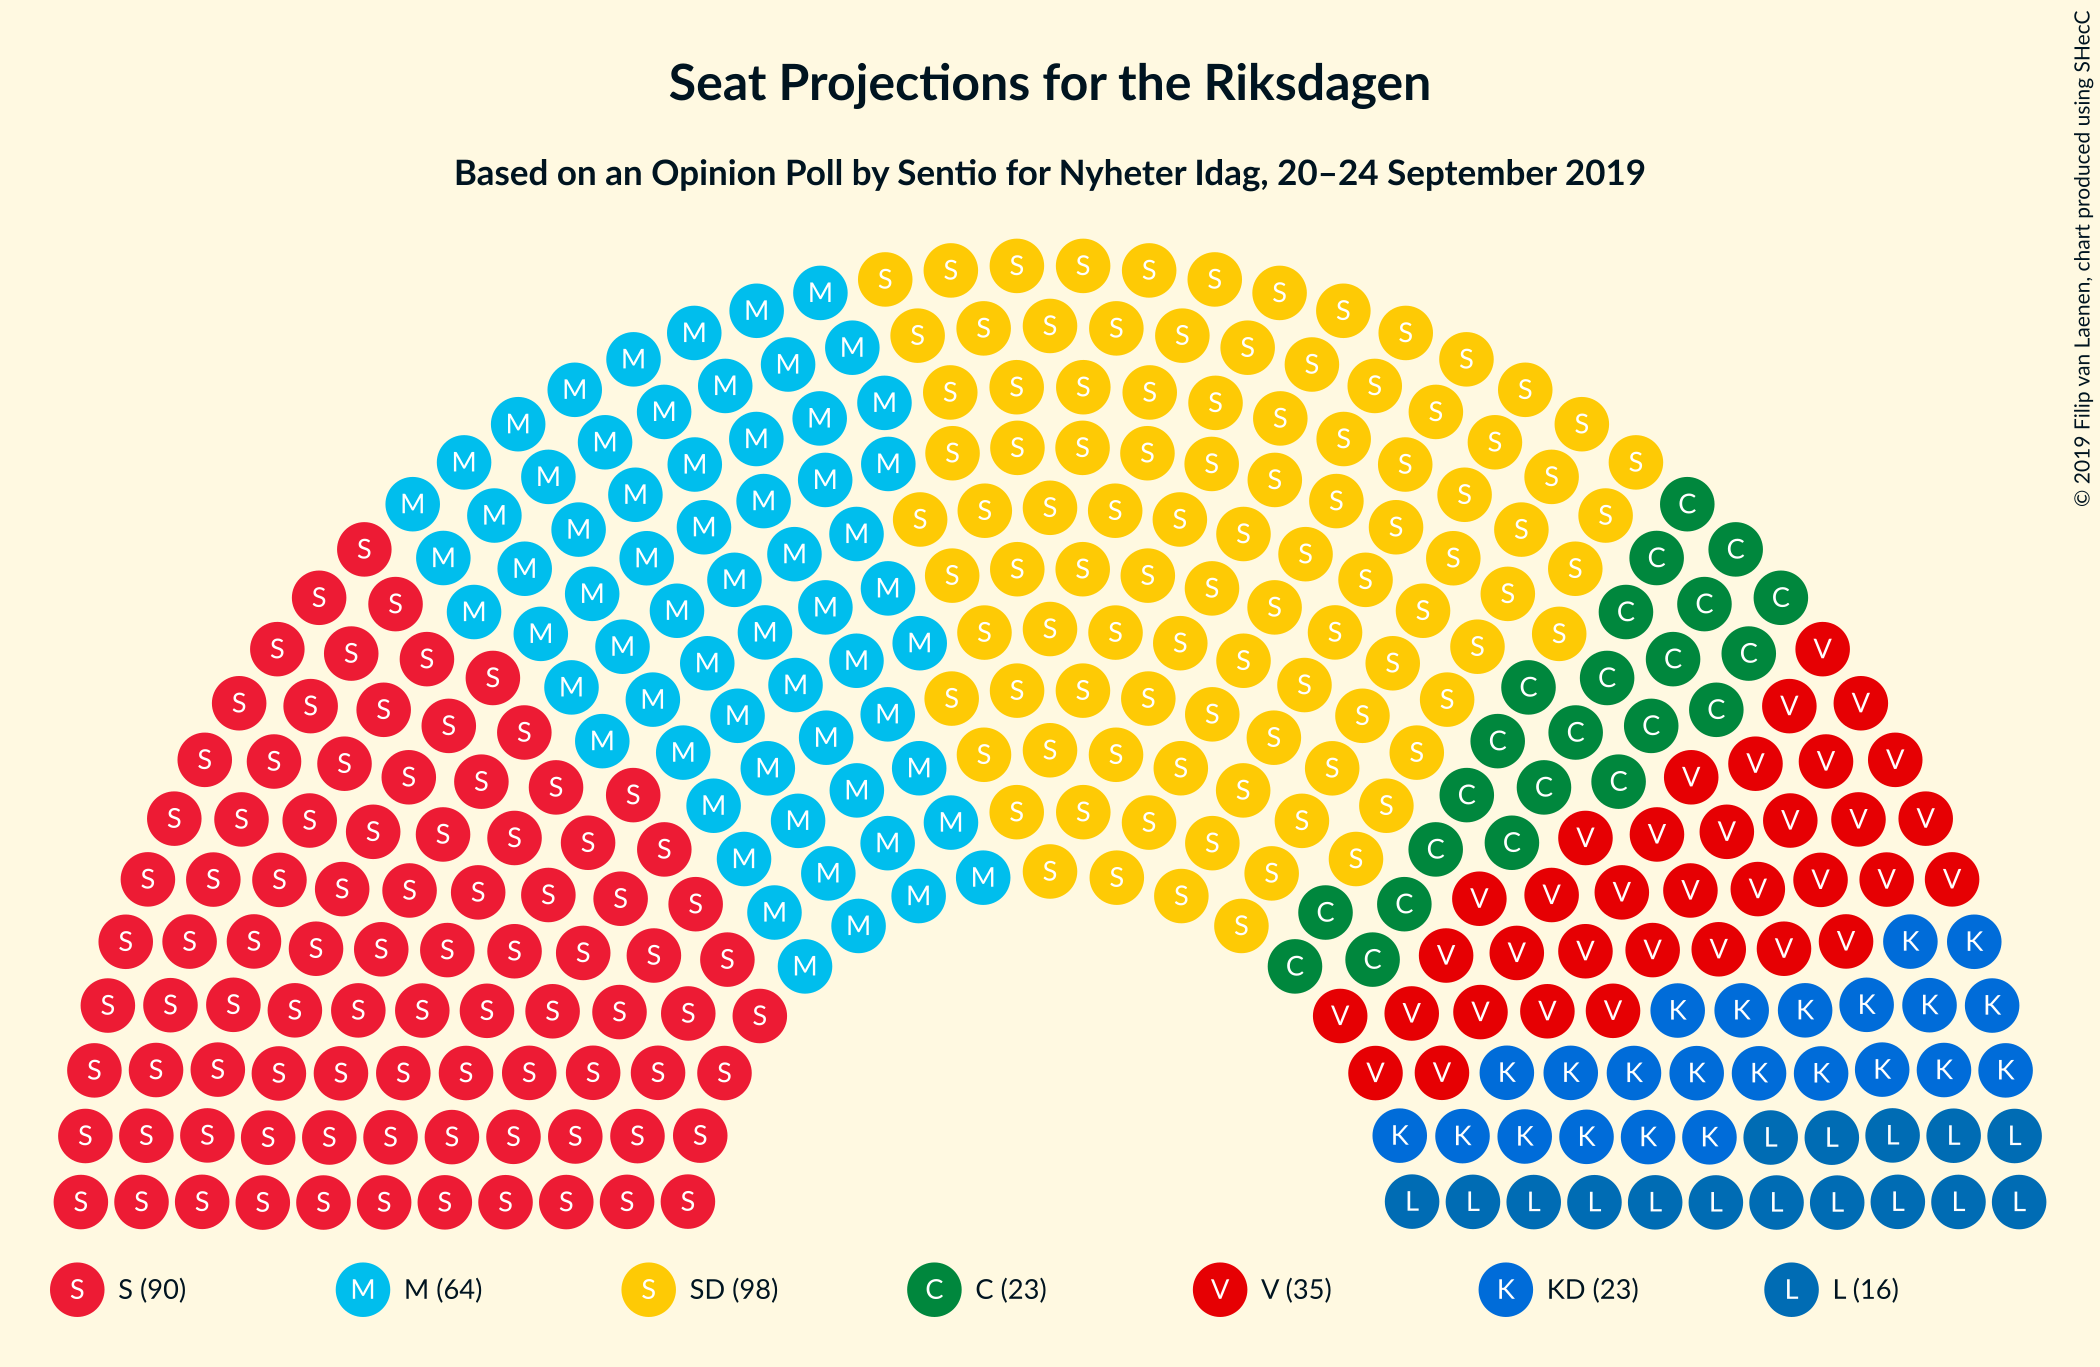 Seat Projections for the Riksdagen
Based on an Opinion Poll by Sentio for Nyheter Idag, 20–24 September 2019
© 2019 Filip van Laenen, chart produced using SHecC
S S (90) M M (64) S SD (98) C C (23) V V (35) K KD (23) L L (16)